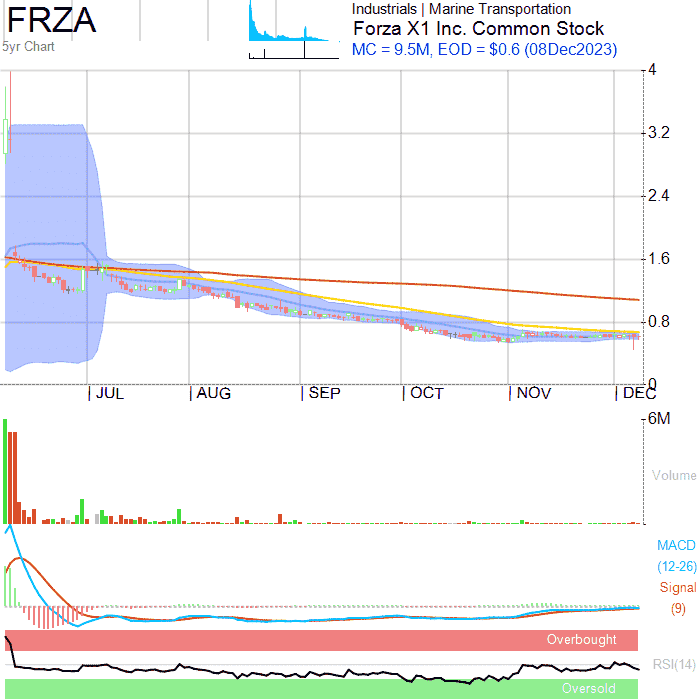 FRZA
5yr Chart
Industrials | Marine Transportation
Forza X1 Inc. Common Stock
MC = 9.5M, EOD = $0.6 (08Dec2023)
4
3.2
2.4
1.6
0.8
0
JUL
AUG
SEP
OCT
NOV
DEC
6M
Volume
MACD
(12-26)
Signal
(9)
Overbought
RSI(14)
Oversold